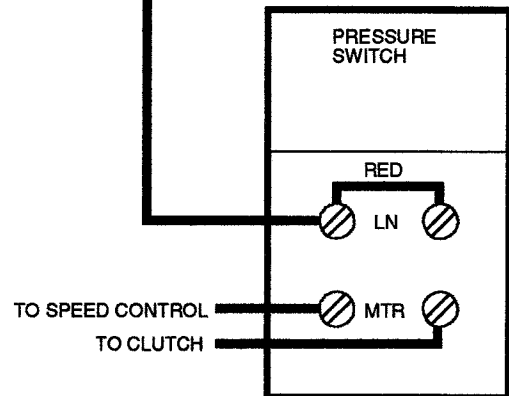 PRESSURE
SWITCH
RED
LN
TO SPEED CONTROL
MTR
TO CLUTCH